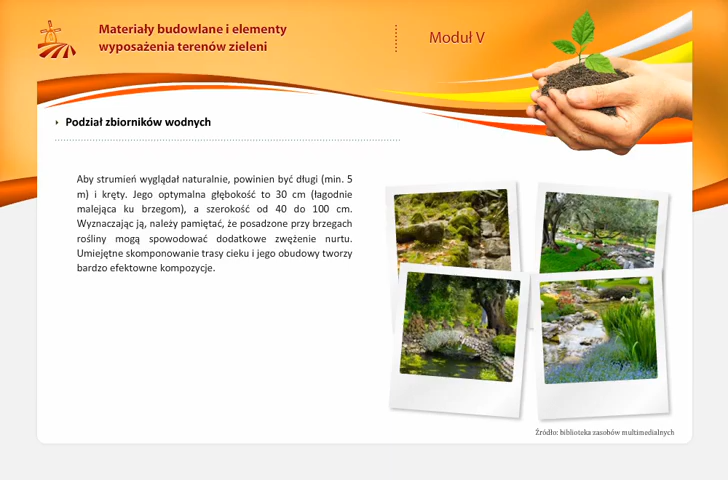 Materiały budowlane i elementy
wyposażenia terenów zieleni
Moduł V
Podział zbiorników wodnych
Aby strumień wyglądał naturalnie, powinien być długi (min. 5
m) i kręty. Jego optymalna głębokość to 30 cm (łagodnie
malejąca ku brzegom), a szerokość od 40 do 100 cm.
Wyznaczając ją, należy pamiętać, że posadzone przy brzegach
rośliny mogą spowodować dodatkowe zwężenie nurtu.
Umiejętne skomponowanie trasy cieku i jego obudowy tworzy
bardzo efektowne kompozycje.
Źródło: biblioteka zasobów multimedialnych